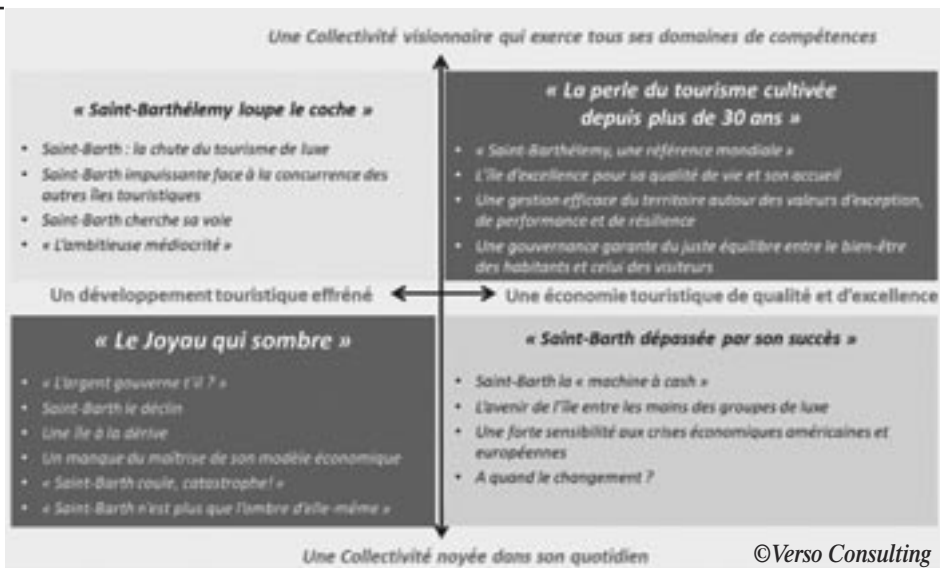 Une Collectivité visionnaire qui exerce tous ses domaines de compétences
« Saint-Barthélemy loupe le coche »
• Saint-Barth : la chute du tourisme de luxe
• Saint-Barth impuissante face à la concurrence des
autres îles touristiques
• Saint-Barth cherche sa voie
• « L'ambitieuse médiocrité »
« La perle du tourisme cultivée
depuis plus de 30 ans »
• « Saint-Barthélemy, une référence mondiale »
• L'île d'excellence pour sa qualité de vie et son accueil
• Une gestion efficace du territoire autour des valeurs d'exception,
de performance et de résilience
• Une gouvernance garante du juste équilibre entre le bien-être
des habitants et celui des visiteurs
Un développement touristique effréné
Une économie touristique de qualité et d'excellence
« Le Joyau qui sombre »
• « L'argent gouverne t'il ? »
• Saint-Barth le déclin
• Une île à la dérive
• Un manque du maîtrise de son modèle économique
• « Saint-Barth coule, catastrophe! »
• « Saint-Barth n'est plus que l'ombre d'elle-même »
« Saint-Barth dépassée par son succès »
• Saint-Barth la « machine à cash »
• L'avenir de l'île entre les mains des groupes de luxe
• Une forte sensibilité aux crises économiques américaines et
européennes
• A quand le changement ?
Une Collectivité noyée dans son quotidien
©Verso Consulting